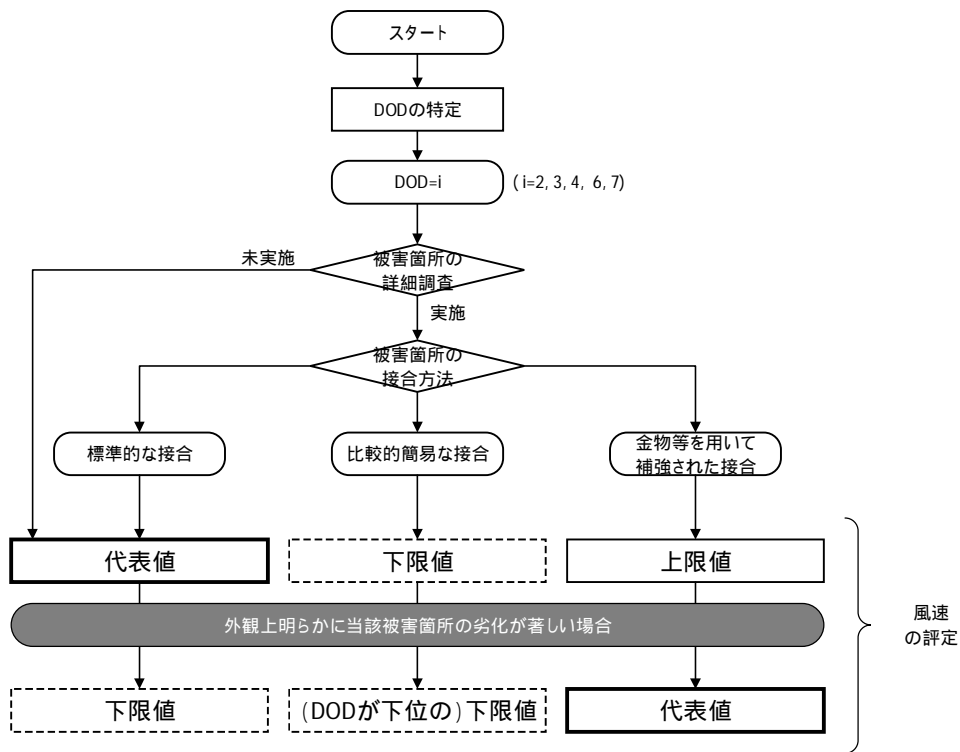 スタート
DODの特定
DOD=i
( i=2, 3, 4, 6, 7)
未実施
被害箇所の
詳細調査
実施
被害箇所の
接合方法
標準的な接合
比較的簡易な接合
金物等を用いて
補強された接合
代表値
下限値
上限値
外観上明らかに当該被害箇所の劣化が著しい場合
風速
の評定
下限値
(DODが下位の)下限値
代表値